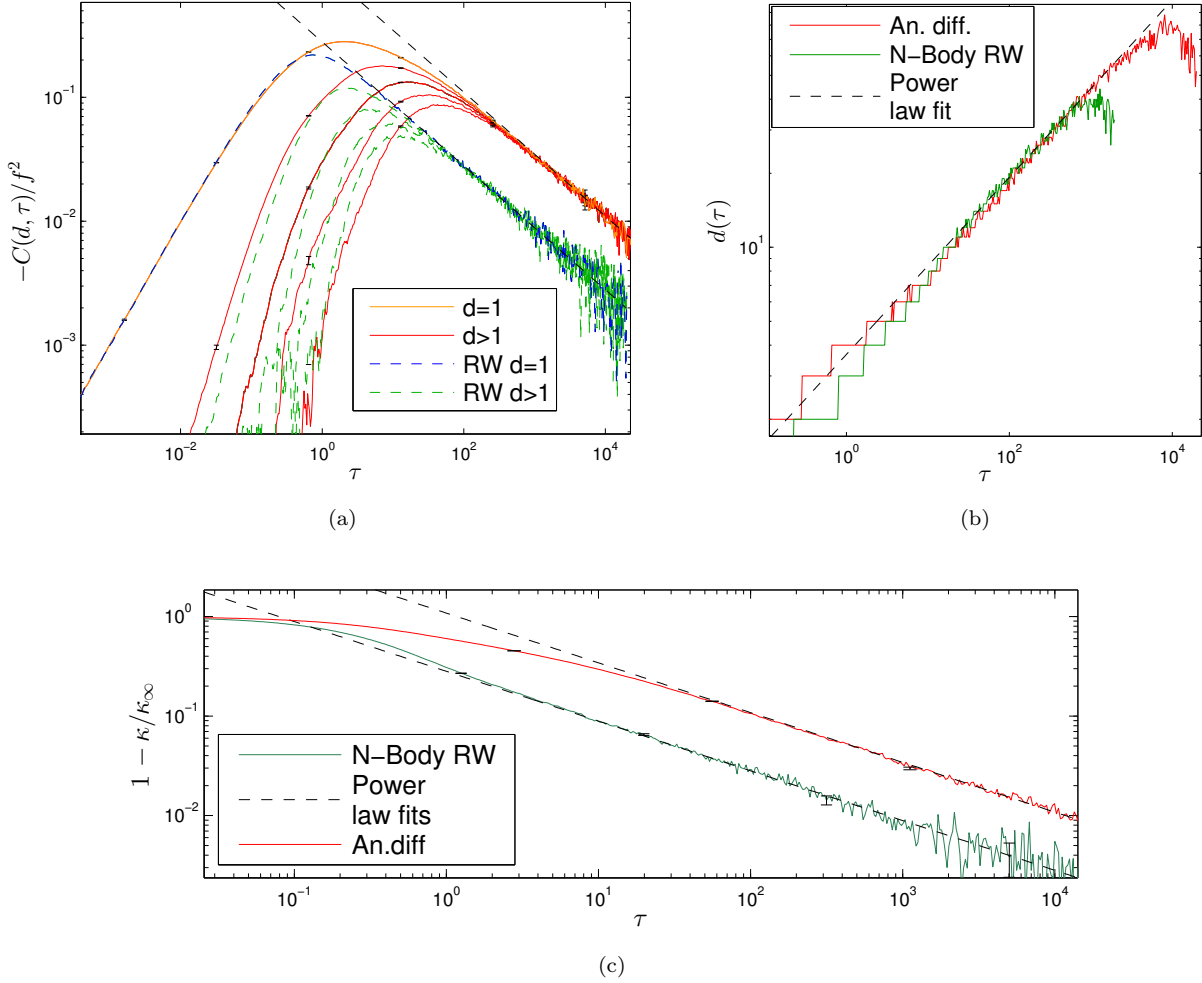 10⁻¹
10⁻²
10⁻³
−C(d, τ)/f²
d=1
d>1
RW d=1
RW d>1
10⁻² 10⁰ 10² 10⁴
τ
(a)
An. diff.
N−Body RW
Power
law fit
10¹
d(τ)
10⁰ 10² 10⁴
τ
(b)
10⁰
10⁻¹
10⁻²
1 − κ/κ∞
N−Body RW
Power
law fits
An.diff
10⁻¹ 10⁰ 10¹ 10² 10³ 10⁴
τ
(c)